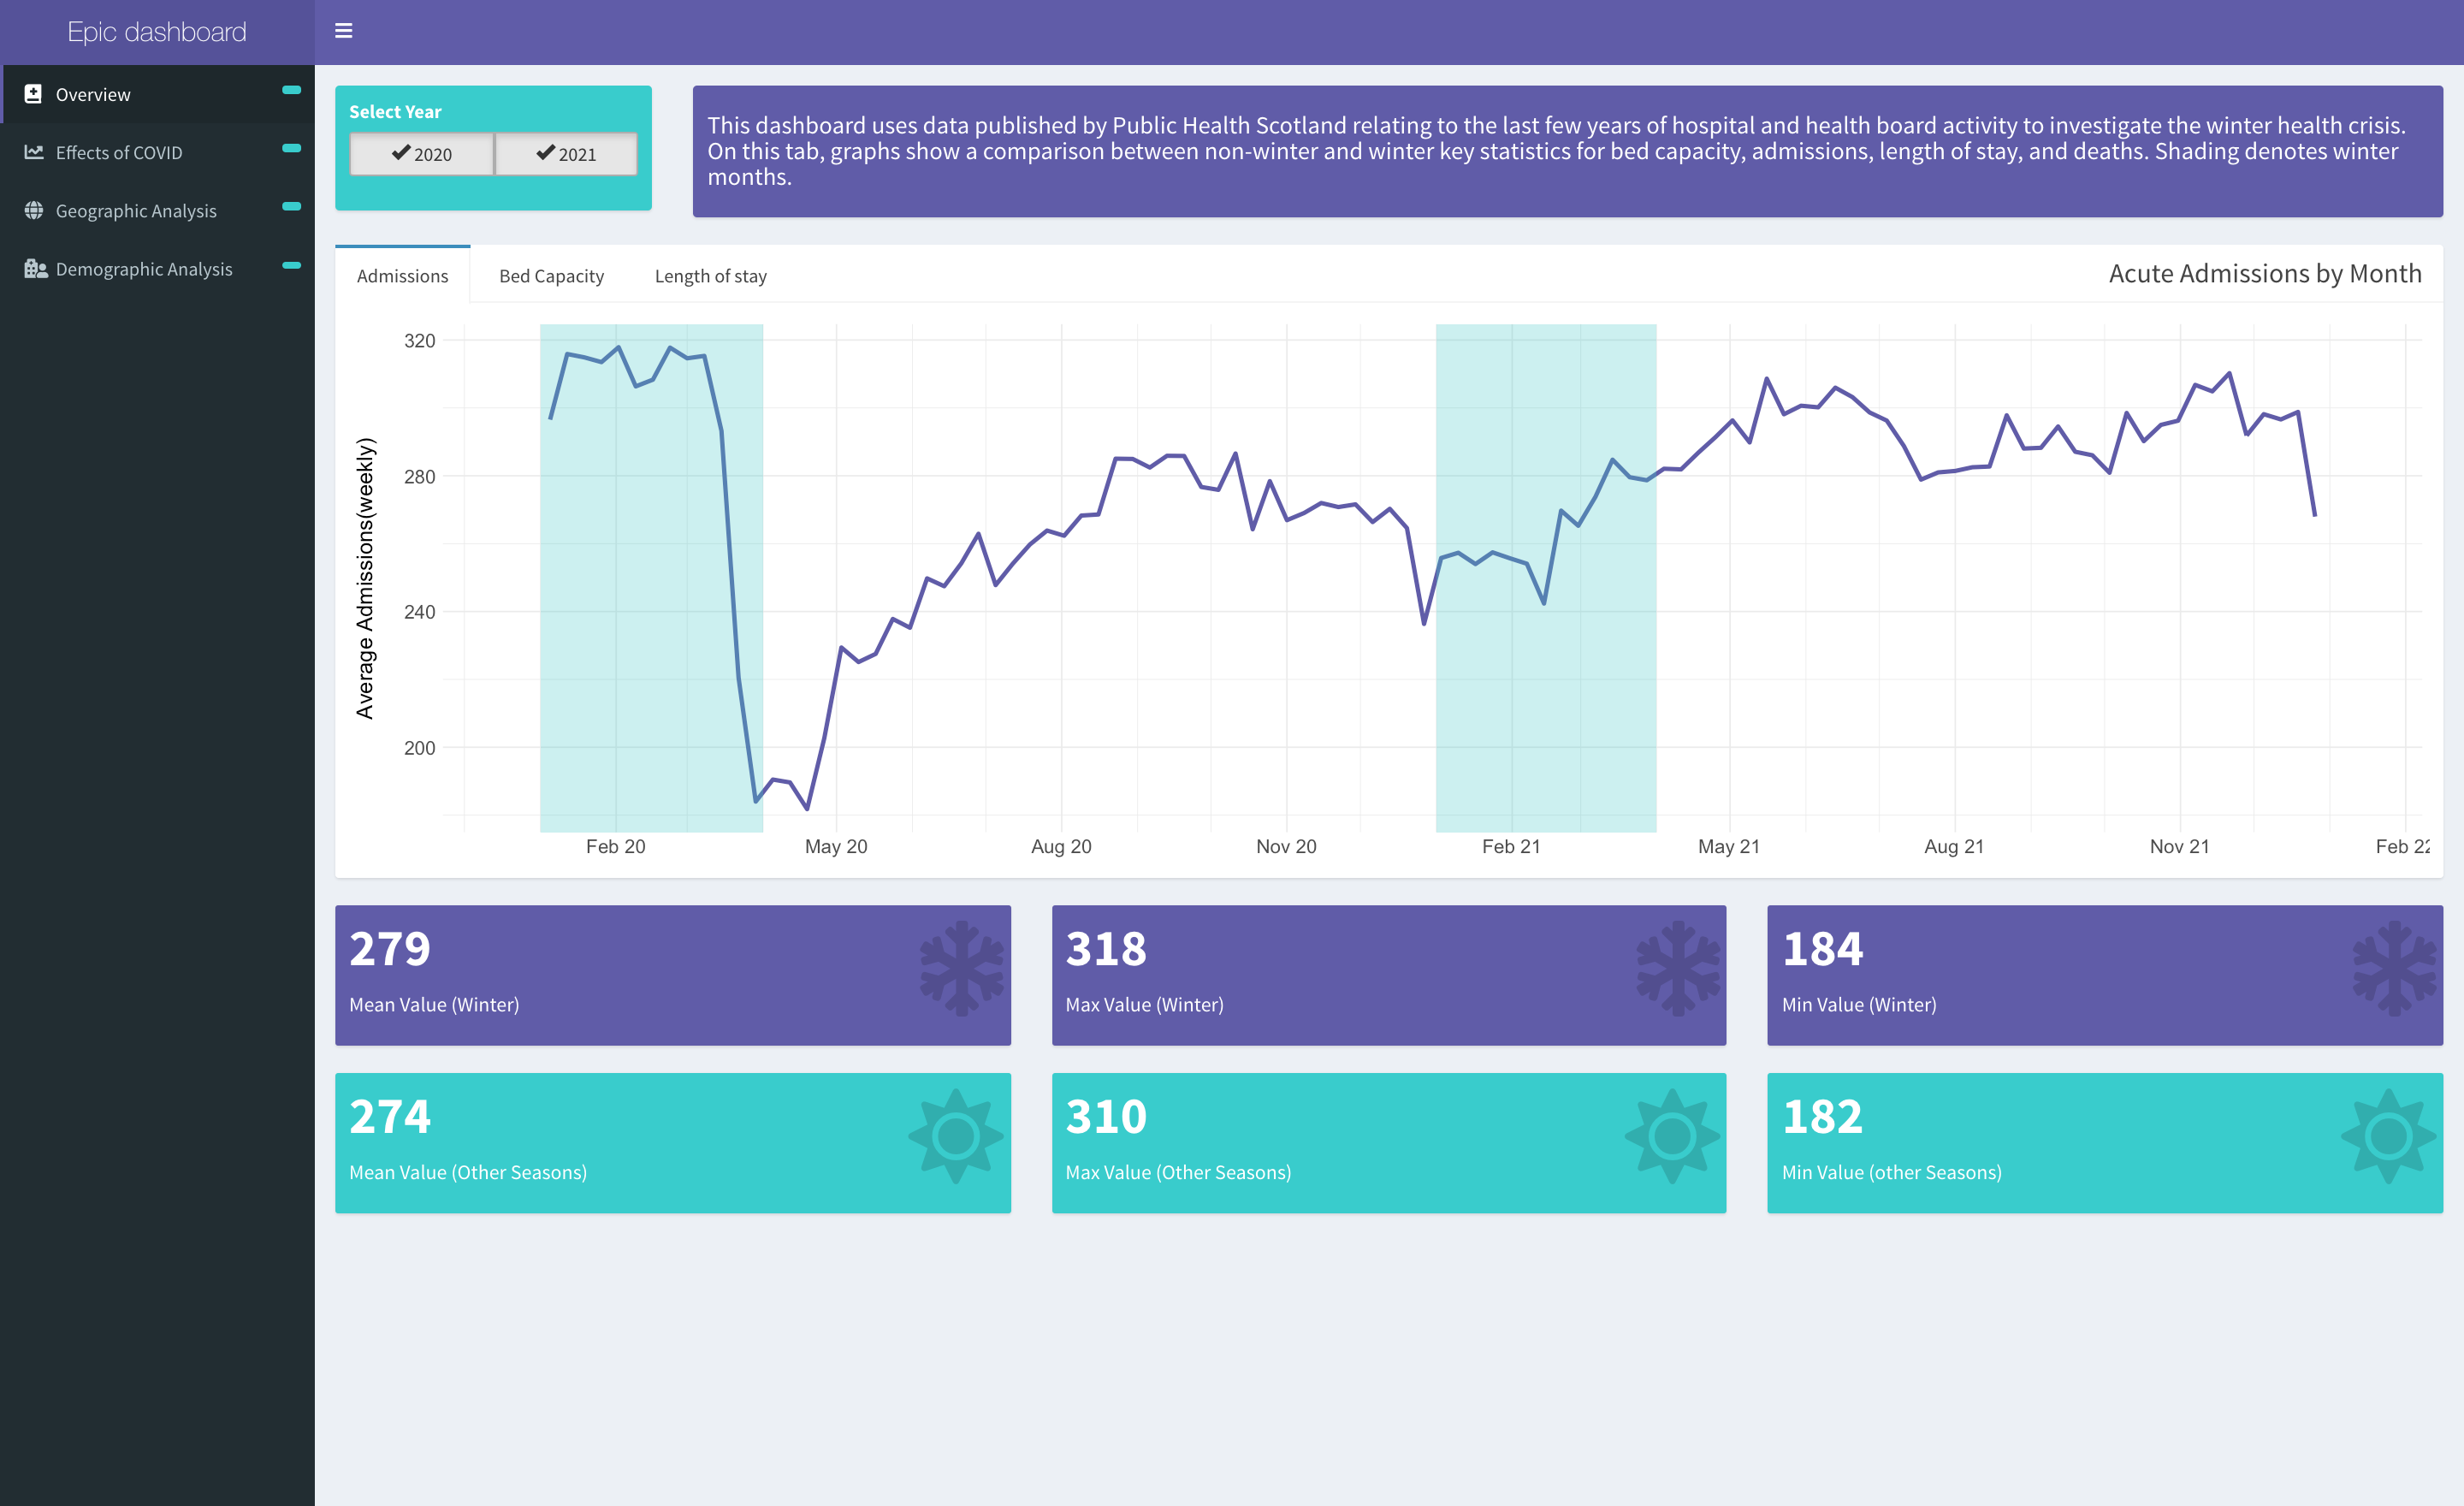 Epic dashboard
Overview
Effects of COVID
Geographic Analysis
Demographic Analysis
Select Year
2020 2021
This dashboard uses data published by Public Health Scotland relating to the last few years of hospital and health board activity to investigate the winter health crisis.
On this tab, graphs show a comparison between non-winter and winter key statistics for bed capacity, admissions, length of stay, and deaths. Shading denotes winter
months.
Admissions Bed Capacity Length of stay Acute Admissions by Month
Average Admissions(weekly)
320
280
240
200
Feb 20 May 20 Aug 20 Nov 20 Feb 21 May 21 Aug 21 Nov 21 Feb 22
279 318 184
Mean Value (Winter) Max Value (Winter) Min Value (Winter)
274 310 182
Mean Value (Other Seasons) Max Value (Other Seasons) Min Value (other Seasons)